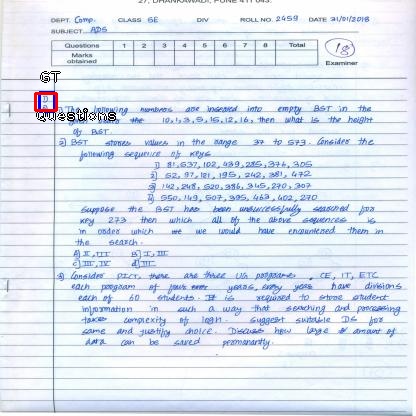 27, DHANKAWADI, PUNE 411 043.
DEPT. Comp. CLASS SE DIV ROLL NO. 2459 DATE 31/01/2018
SUBJECT. ADS
Questions 1 2 3 4 5 6 7 8 Total
Marks obtained
18
Examiner
GT
Questions
1) The following numbers are inserted into empty BST in the
the 10, 1, 3, 5, 15, 12, 16, then what is the height
of BST.
2) BST stores values in the range 37 to 573. Consider the
following sequence of keys
1) 81, 537, 102, 439, 285, 376, 305
2) 52, 97, 121, 195, 242, 381, 472
3) 142, 248, 520, 386, 345, 270, 307
4) 550, 149, 507, 395, 463, 402, 270
Suppose the BST has been unsuccessfully searched for
key 273 then which all of the above sequences is
in order which we would have encountered them in
the search.
A) II, III B) I, III
C) III, IV d) III
3) Consider PICT, there are three UG programs, CE, IT, ETC
each program of four years, every years have divisions
each of 60 students. It is required to store student
information in such a way that searching and processing
takes complexity of logn. Suggest suitable DS for
same and justify choice. Discuss how large amount of
data can be saved permanantly.